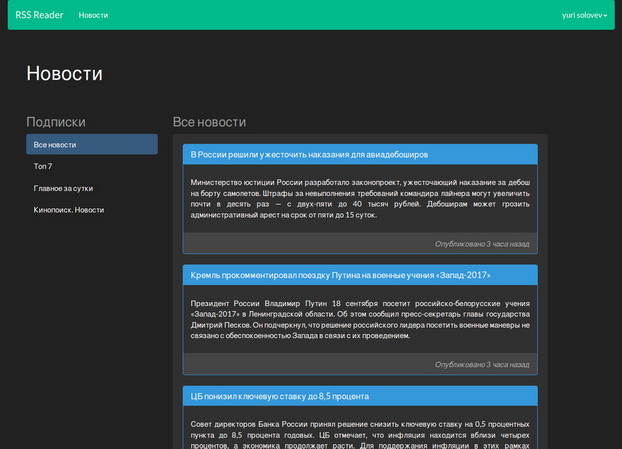 RSS Reader Новости yuri solovev
Новости
Подписки
Все новости
Топ 7
Главное за сутки
Кинопоиск. Новости
Все новости
В России решили ужесточить наказания для авиадебоширов
Министерство юстиции России разработало законопроект, ужесточающий наказание за дебош
на борту самолетов. Штрафы за невыполнения требований командира лайнера могут увеличить
почти в десять раз — с двух-пяти до 40 тысяч рублей. Дебоширам может грозить
административный арест на срок от пяти до 15 суток.
Опубликовано 3 часа назад
Кремль прокомментировал поездку Путина на военные учения «Запад-2017»
Президент России Владимир Путин 18 сентября посетит российско-белорусские учения
«Запад-2017» в Ленинградской области. Об этом сообщил пресс-секретарь главы государства
Дмитрий Песков. Он подчеркнул, что решение российского лидера посетить военные маневры не
связано с обеспокоенностью Запада в связи с их проведением.
Опубликовано 3 часа назад
ЦБ понизил ключевую ставку до 8,5 процента
Совет директоров Банка России принял решение снизить ключевую ставку на 0,5 процентных
пункта до 8,5 процента годовых. ЦБ отмечает, что инфляция находится вблизи четырех
процентов, а экономика продолжает расти. Для поддержания инфляции в этих рамках